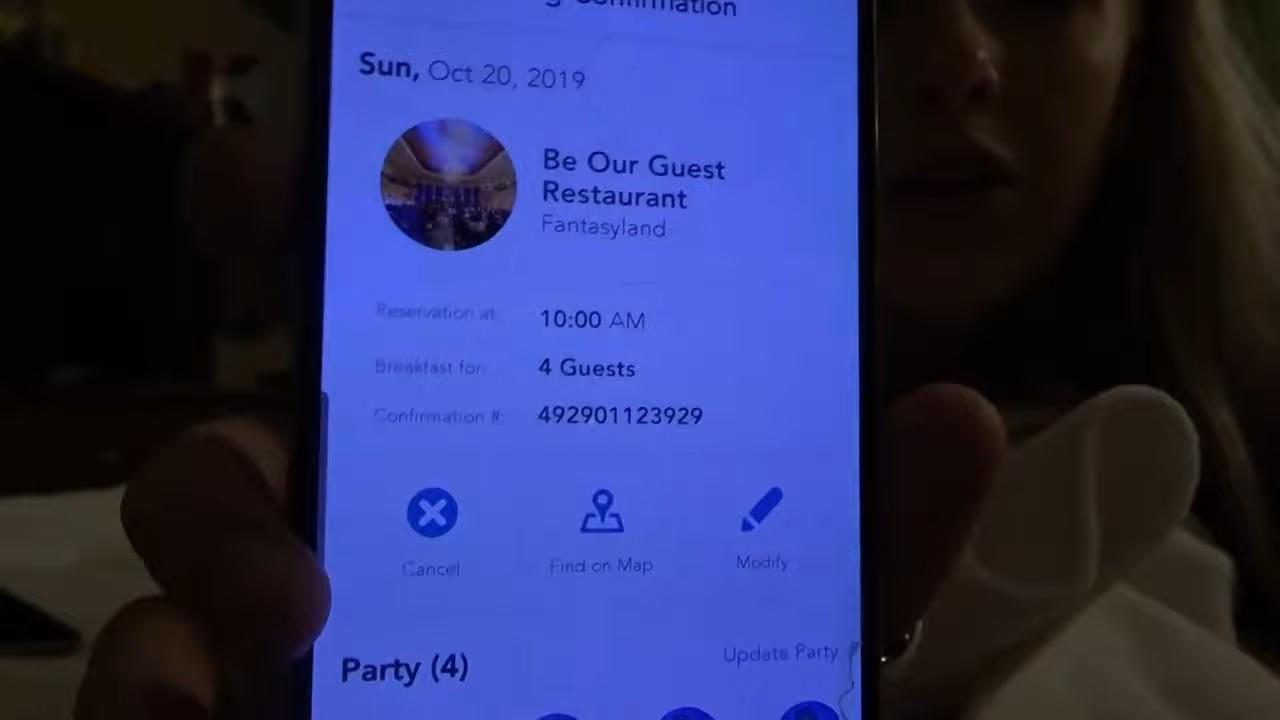 Confirmation
Sun, Oct 20, 2019
Be Our Guest
Restaurant
Fantasyland
Reservation at:
10:00 AM
Breakfast for:
4 Guests
Confirmation #:
492901123929
Cancel
Find on Map
Modify
Party (4)
Update Party